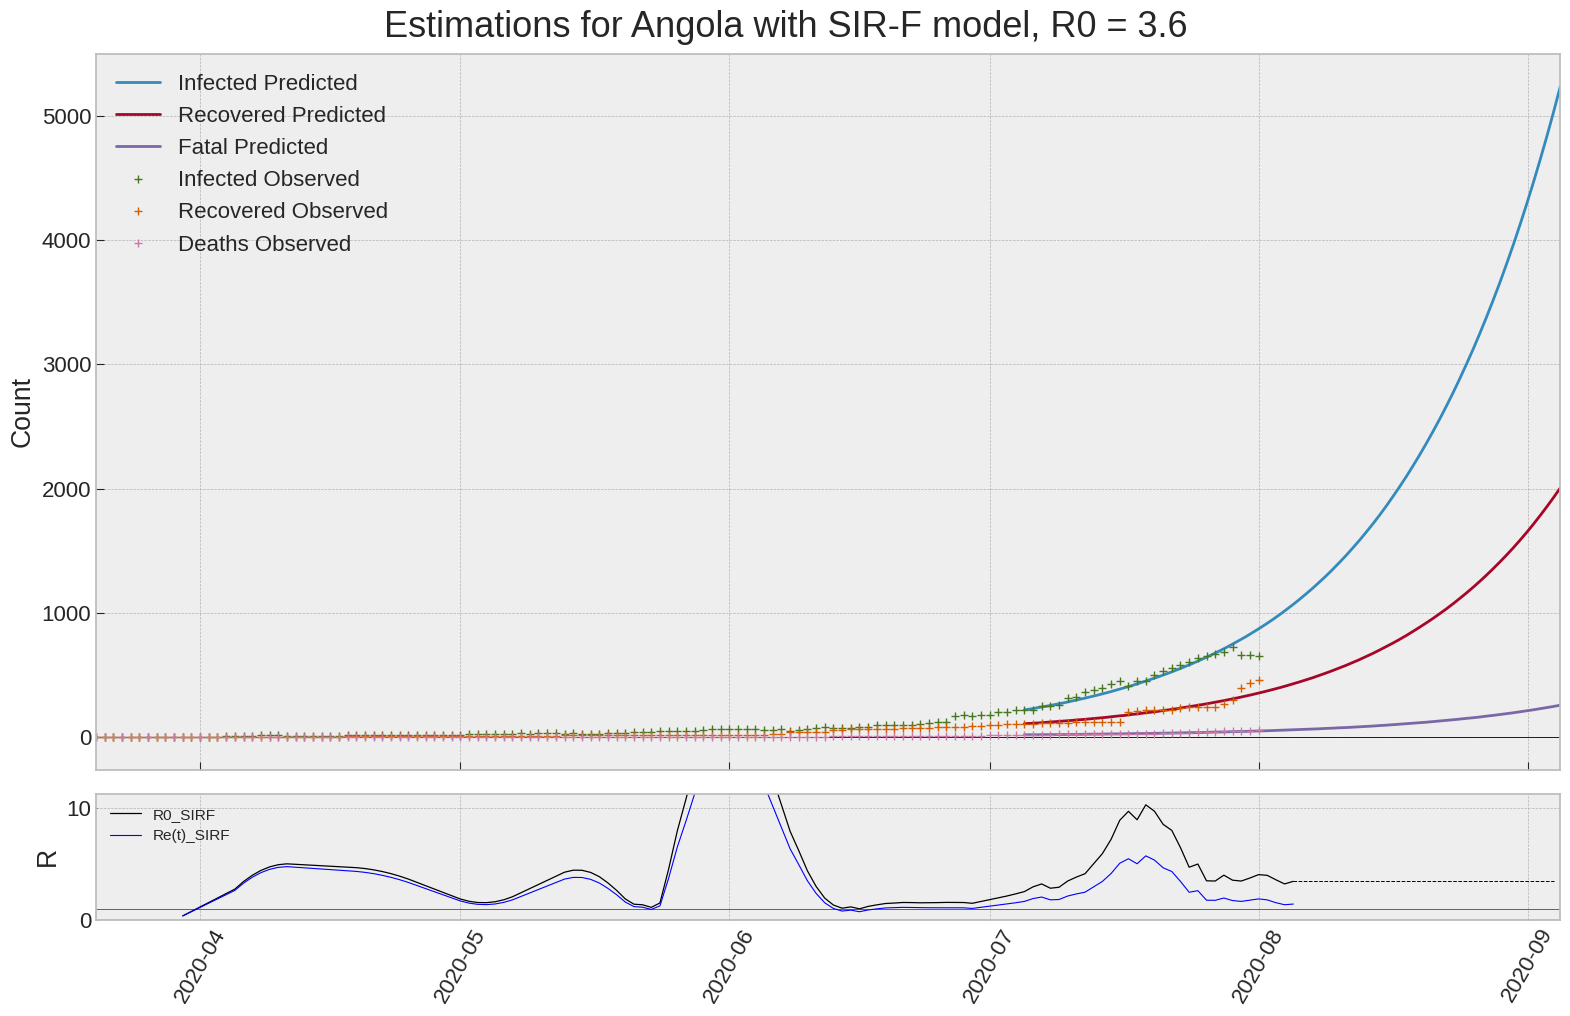 Estimations for Angola with SIR-F model, R0 = 3.6
Infected Predicted
Recovered Predicted
Fatal Predicted
Infected Observed
Recovered Observed
Deaths Observed
5000
4000
3000
2000
1000
0
Count
R0_SIRF
Re(t)_SIRF
10
0
R
2020-04
2020-05
2020-06
2020-07
2020-08
2020-09